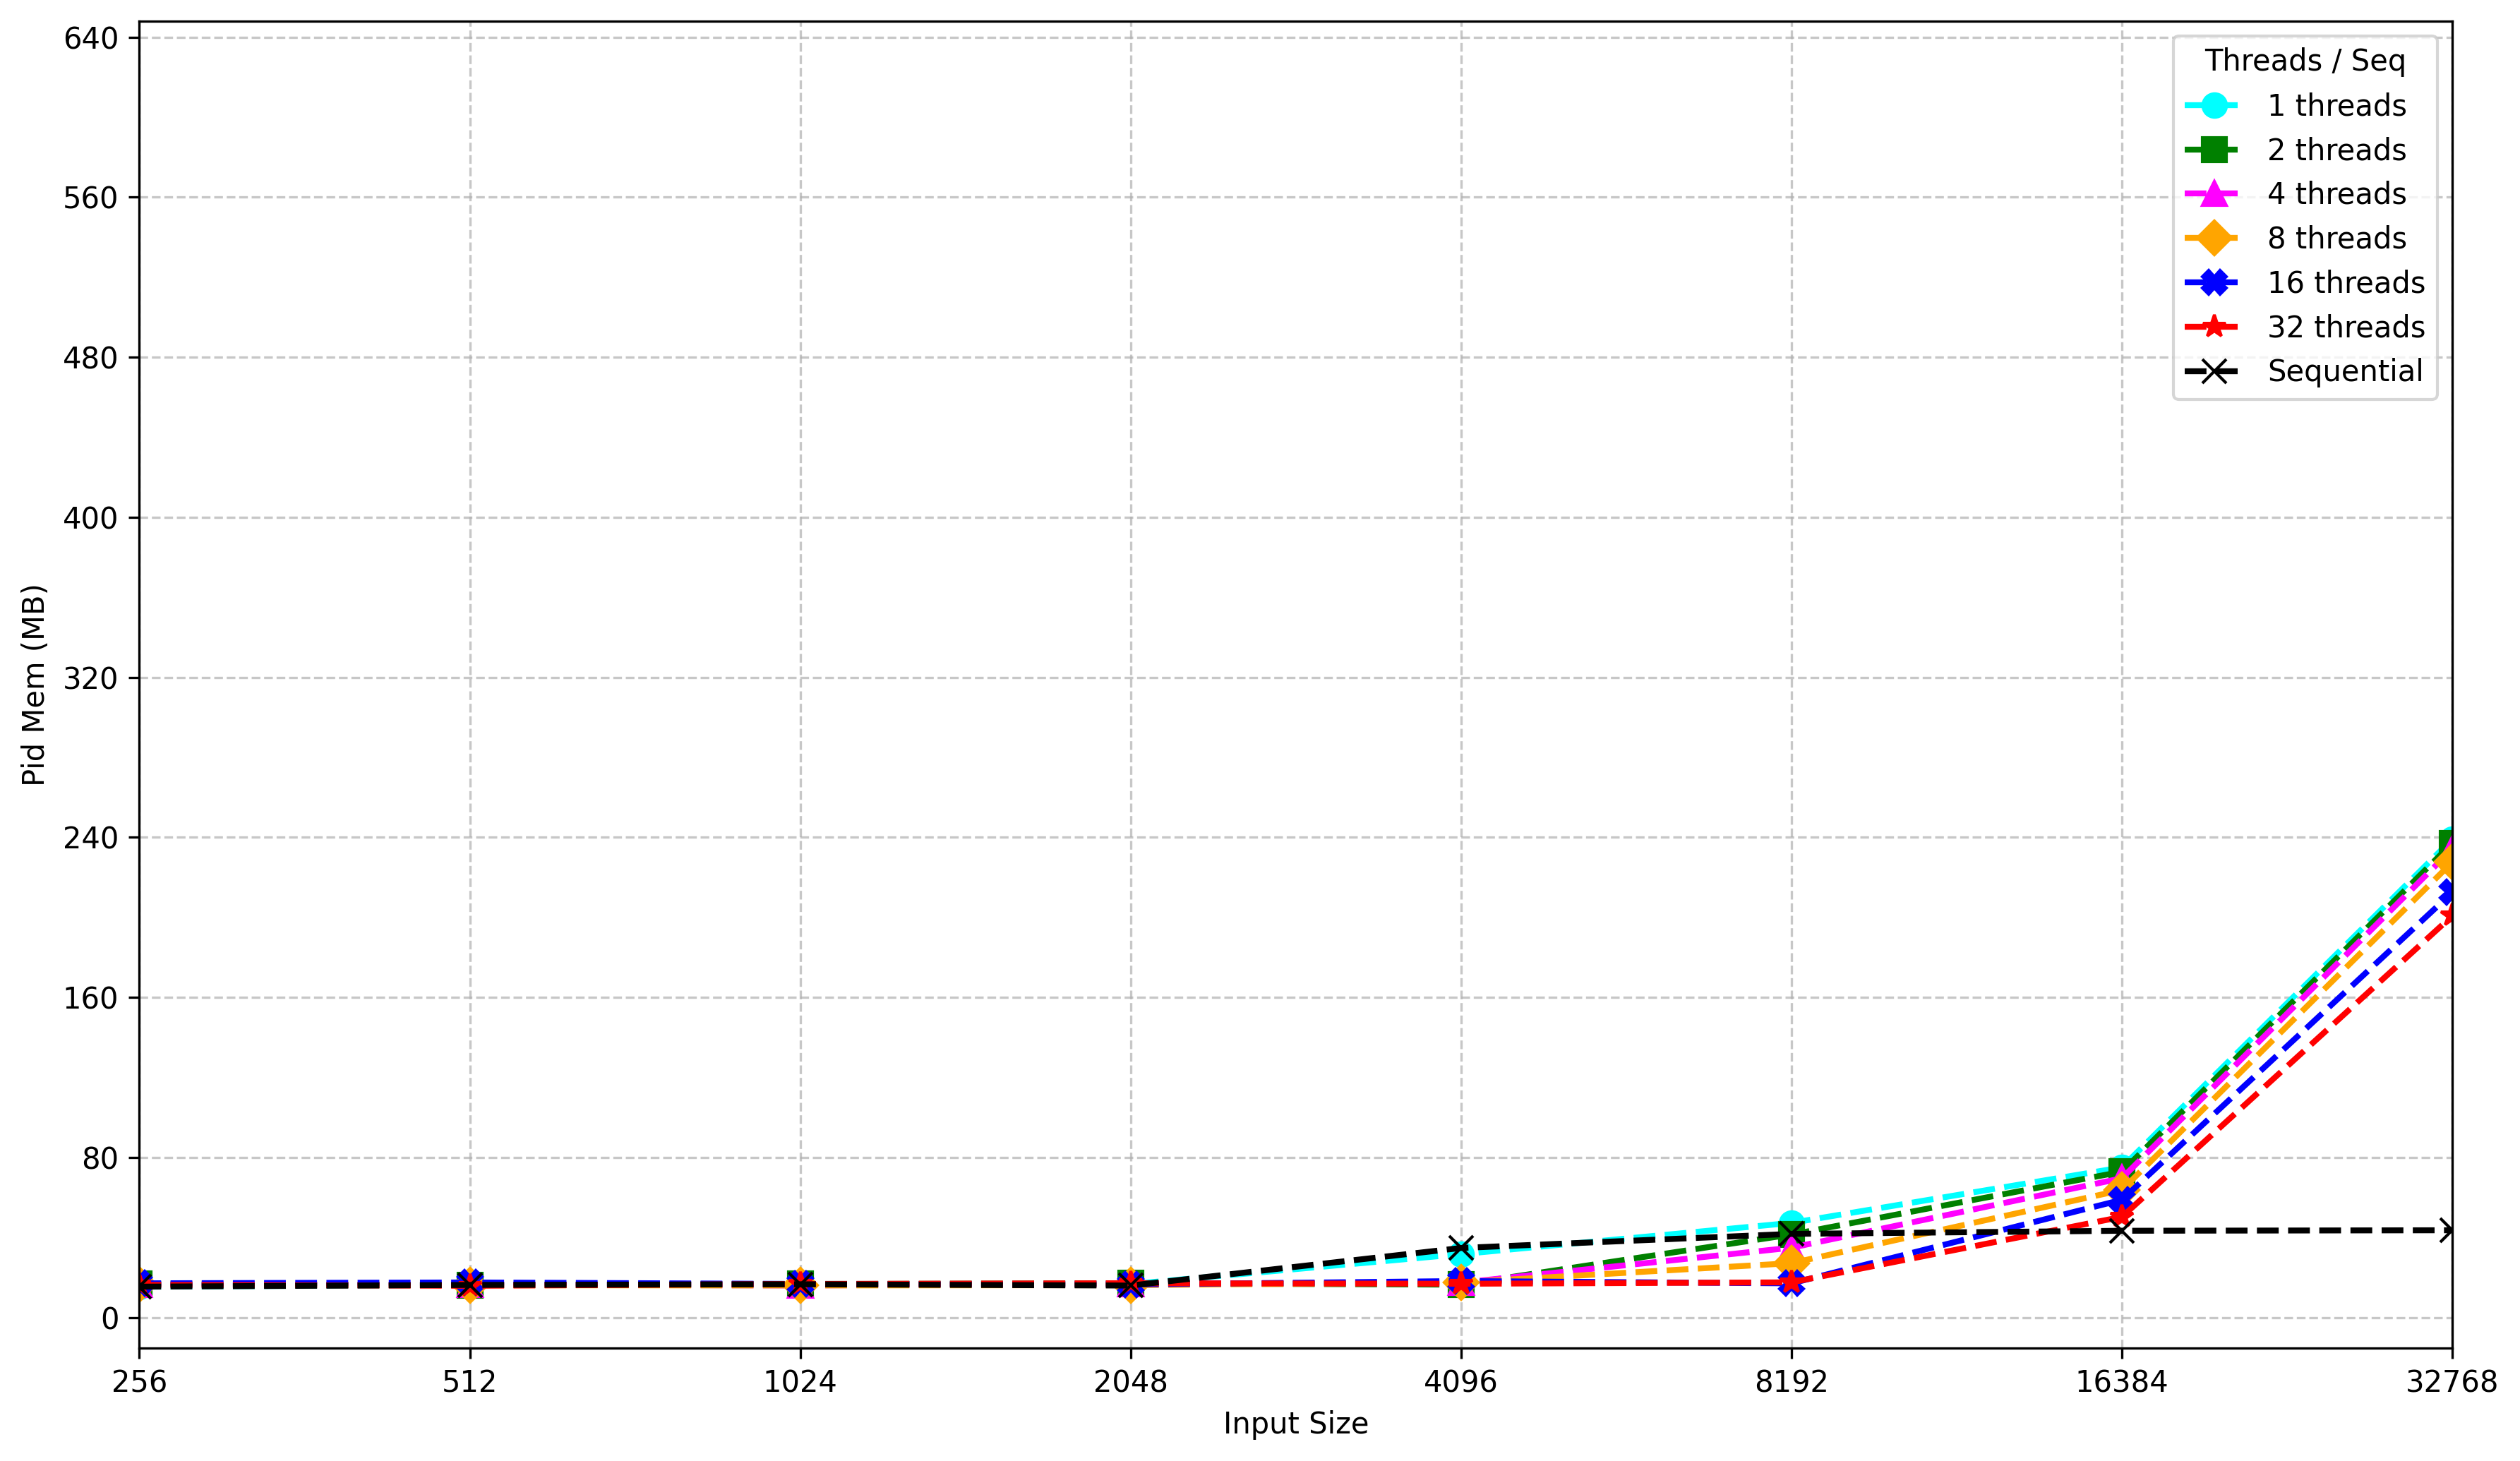 640
560
480
400
320
240
160
80
0
Pid Mem (MB)
256 512 1024 2048 4096 8192 16384 32768
Input Size
Threads / Seq
1 threads
2 threads
4 threads
8 threads
16 threads
32 threads
Sequential